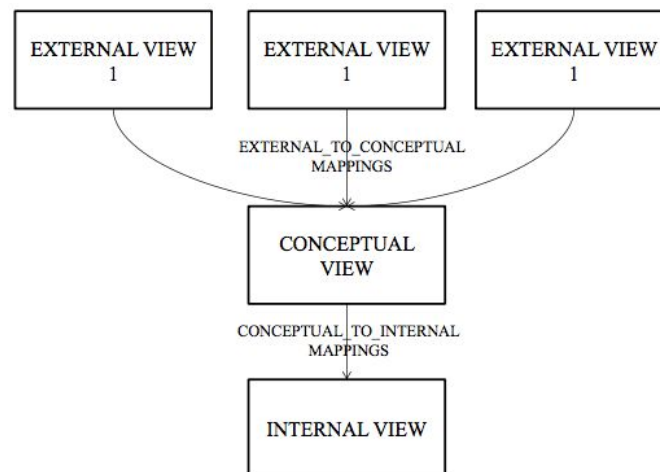 EXTERNAL VIEW
1
EXTERNAL VIEW
1
EXTERNAL VIEW
1
EXTERNAL_TO_CONCEPTUAL
MAPPINGS
CONCEPTUAL
VIEW
CONCEPTUAL_TO_INTERNAL
MAPPINGS
INTERNAL VIEW